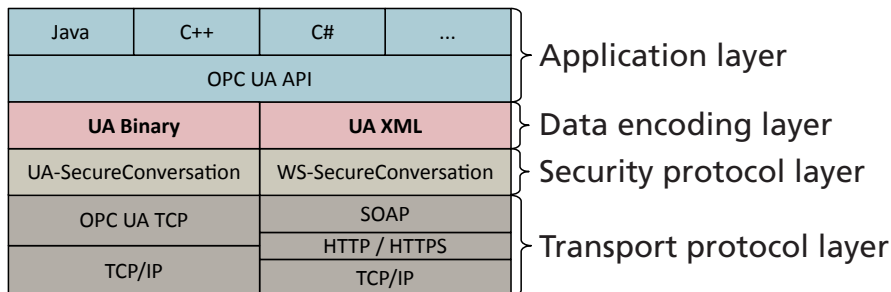 Java C++ C# ...
Application layer
OPC UA API
UA Binary UA XML
Data encoding layer
UA-SecureConversation WS-SecureConversation
Security protocol layer
OPC UA TCP SOAP
HTTP / HTTPS
Transport protocol layer
TCP/IP TCP/IP